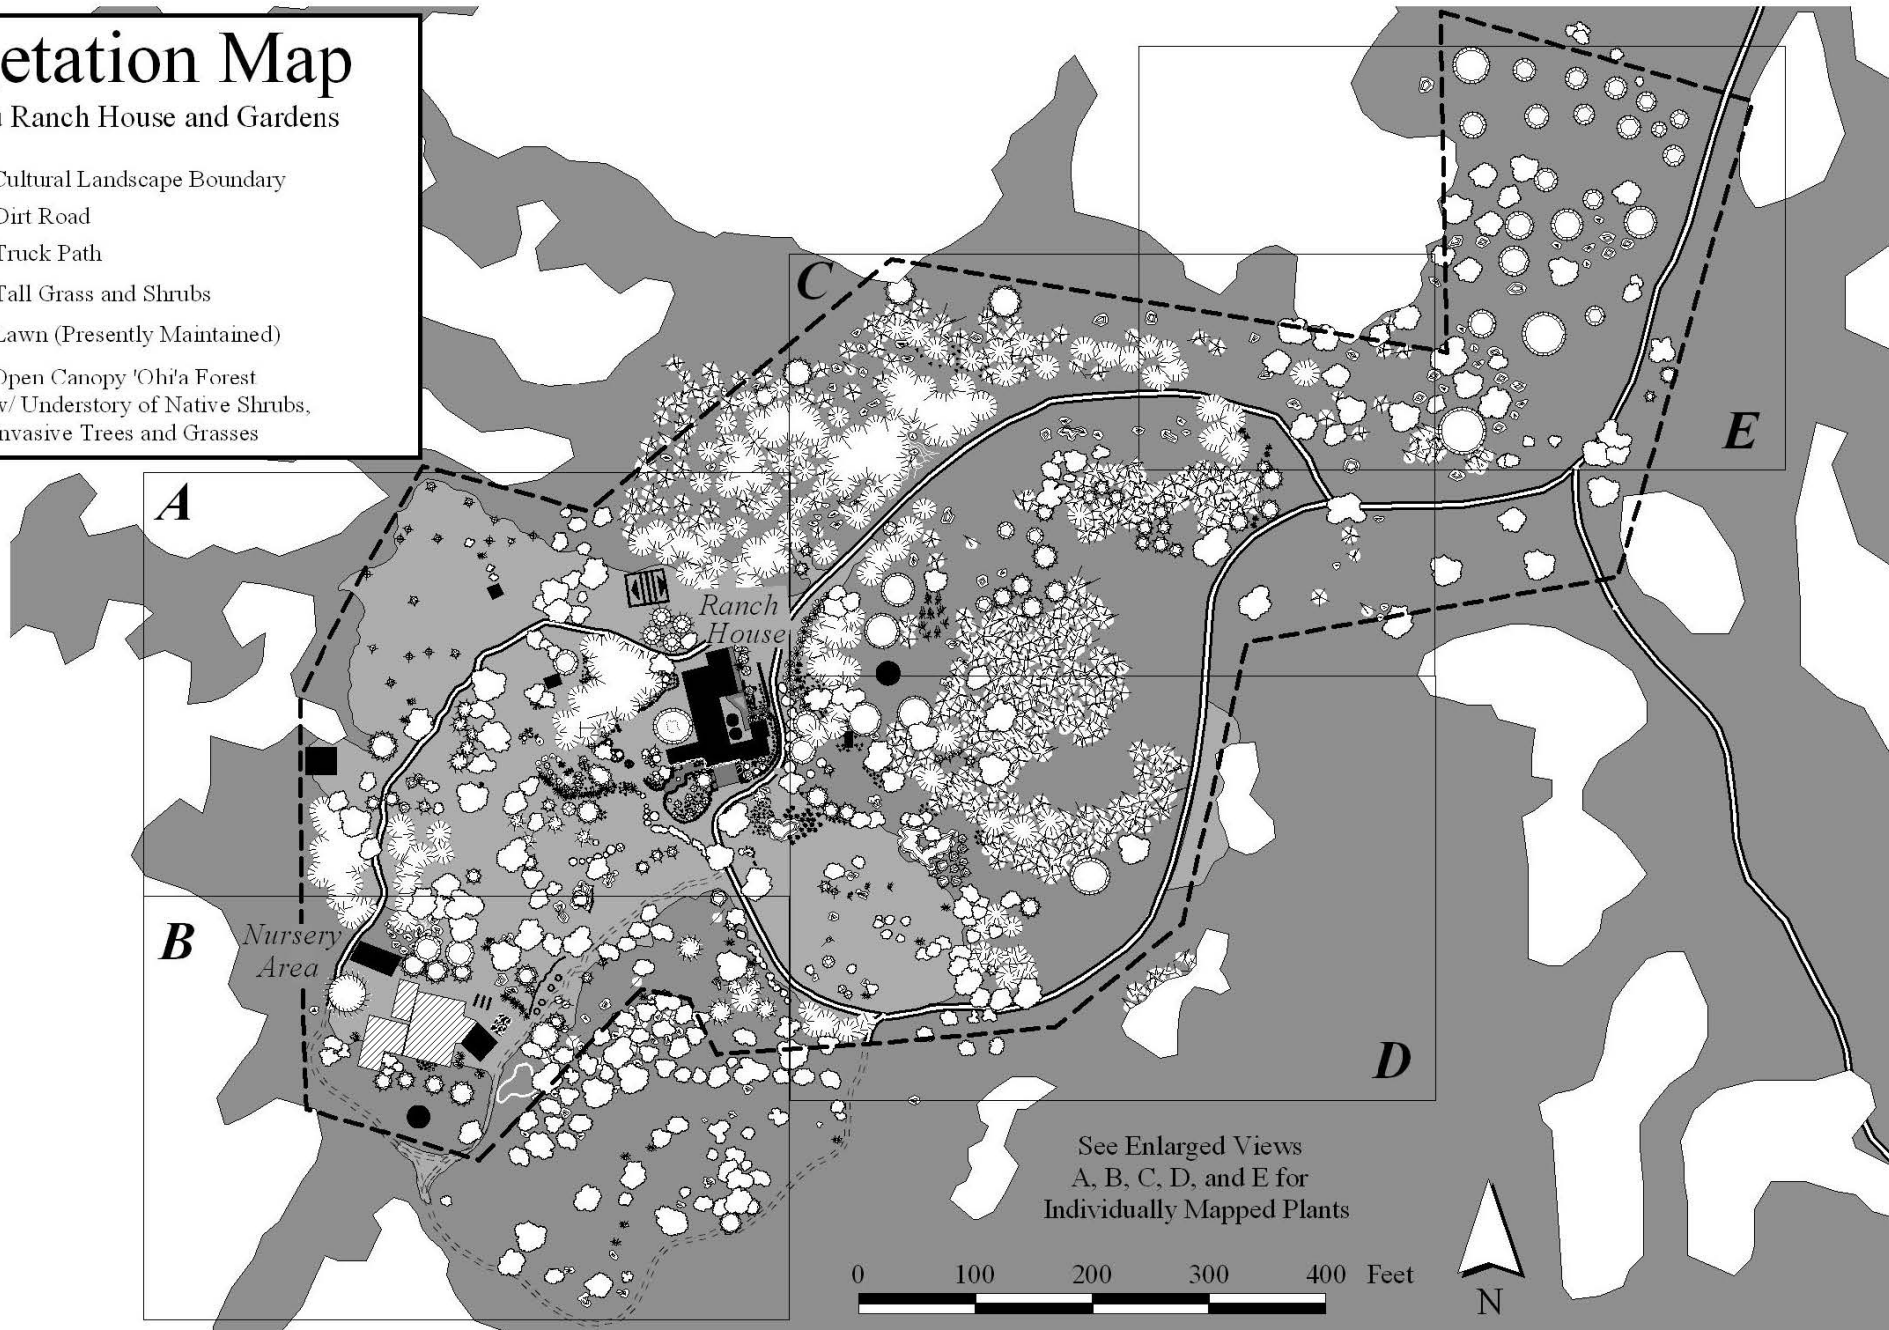 etation Map
Ranch House and Gardens
Cultural Landscape Boundary
Dirt Road
Truck Path
Tall Grass and Shrubs
Lawn (Presently Maintained)
Open Canopy 'Ohi'a Forest
w/ Understory of Native Shrubs,
Invasive Trees and Grasses
C
E
A
Ranch
House
B
Nursery
Area
D
See Enlarged Views
A, B, C, D, and E for
Individually Mapped Plants
0 100 200 300 400 Feet
N